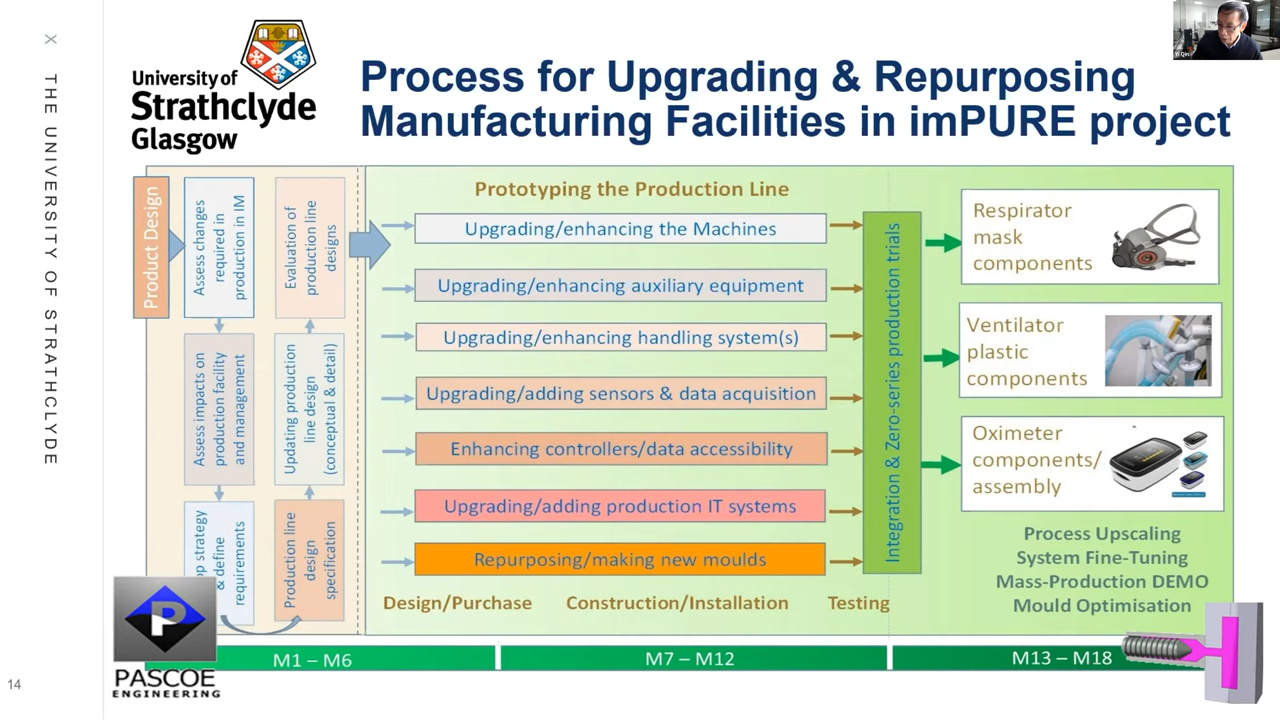 X THE UNIVERSITY OF STRATHCLYDE
University of
Strathclyde
Glasgow
Process for Upgrading & Repurposing
Manufacturing Facilities in imPURE project
Yi Qin
Product Design
Assess changes
required in
production in IM
Assess impacts on
production facility
and management
strategy
& define
requirements
Production line
design
specification
Updating production
line design
(conceptual & detail)
Evaluation of
production line
designs
Prototyping the Production Line
Upgrading/enhancing the Machines
Upgrading/enhancing auxiliary equipment
Upgrading/enhancing handling system(s)
Upgrading/adding sensors & data acquisition
Enhancing controllers/data accessibility
Upgrading/adding production IT systems
Repurposing/making new moulds
Design/Purchase
Construction/Installation
Testing
Integration & Zero-series production trials
Respirator
mask
components
Ventilator
plastic
components
Oximeter
components/
assembly
Process Upscaling
System Fine-Tuning
Mass-Production DEMO
Mould Optimisation
M1 – M6
M7 – M12
M13 – M18
P
PASCOE
ENGINEERING
14